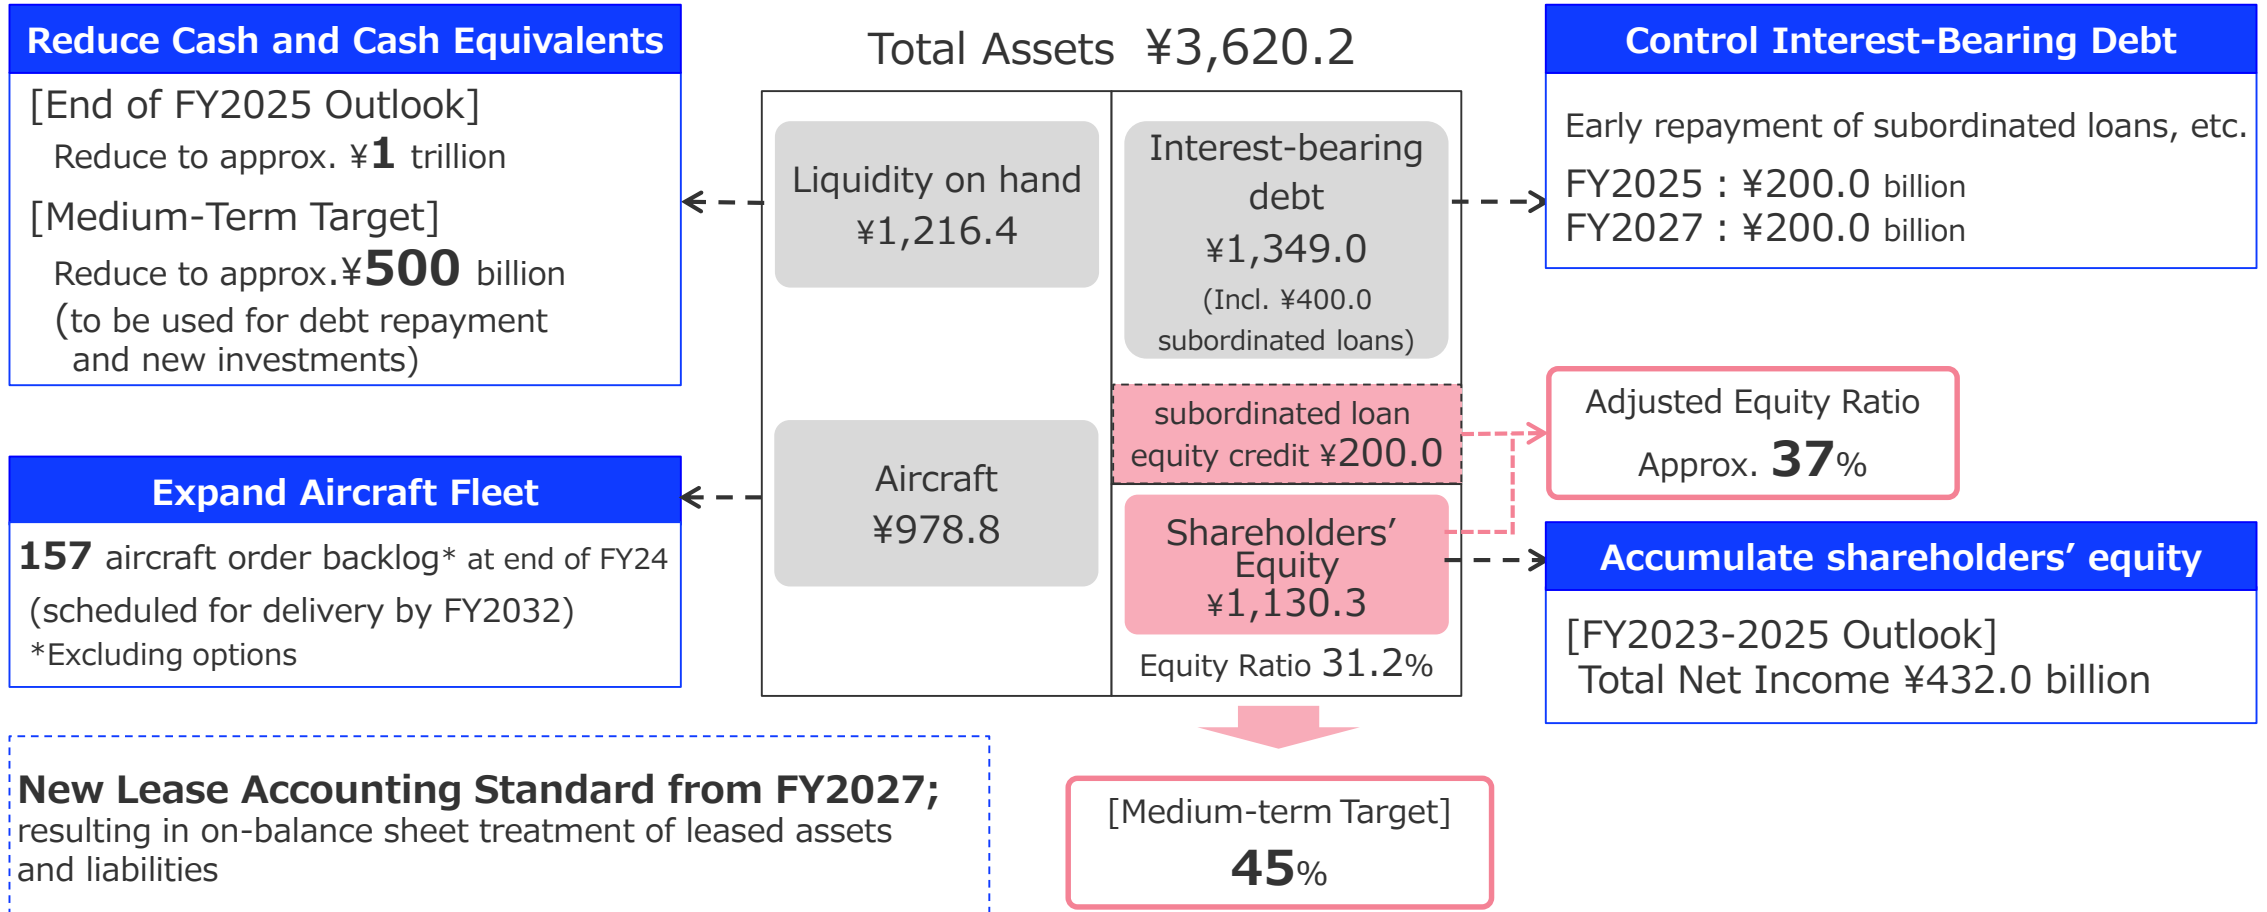 Reduce Cash and Cash Equivalents
[End of FY2025 Outlook]
Reduce to approx. ¥1 trillion
[Medium-Term Target]
Reduce to approx.¥500 billion
(to be used for debt repayment
and new investments)
Expand Aircraft Fleet
157 aircraft order backlog* at end of FY24
(scheduled for delivery by FY2032)
*Excluding options
New Lease Accounting Standard from FY2027;
resulting in on-balance sheet treatment of leased assets
and liabilities
Total Assets ¥3,620.2
Liquidity on hand
¥1,216.4
Aircraft
¥978.8
Interest-bearing
debt
¥1,349.0
(Incl. ¥400.0
subordinated loans)
subordinated loan
equity credit ¥200.0
Shareholders’
Equity
¥1,130.3
Equity Ratio 31.2%
[Medium-term Target]
45%
Control Interest-Bearing Debt
Early repayment of subordinated loans, etc.
FY2025 : ¥200.0 billion
FY2027 : ¥200.0 billion
Adjusted Equity Ratio
Approx. 37%
Accumulate shareholders’ equity
[FY2023-2025 Outlook]
Total Net Income ¥432.0 billion